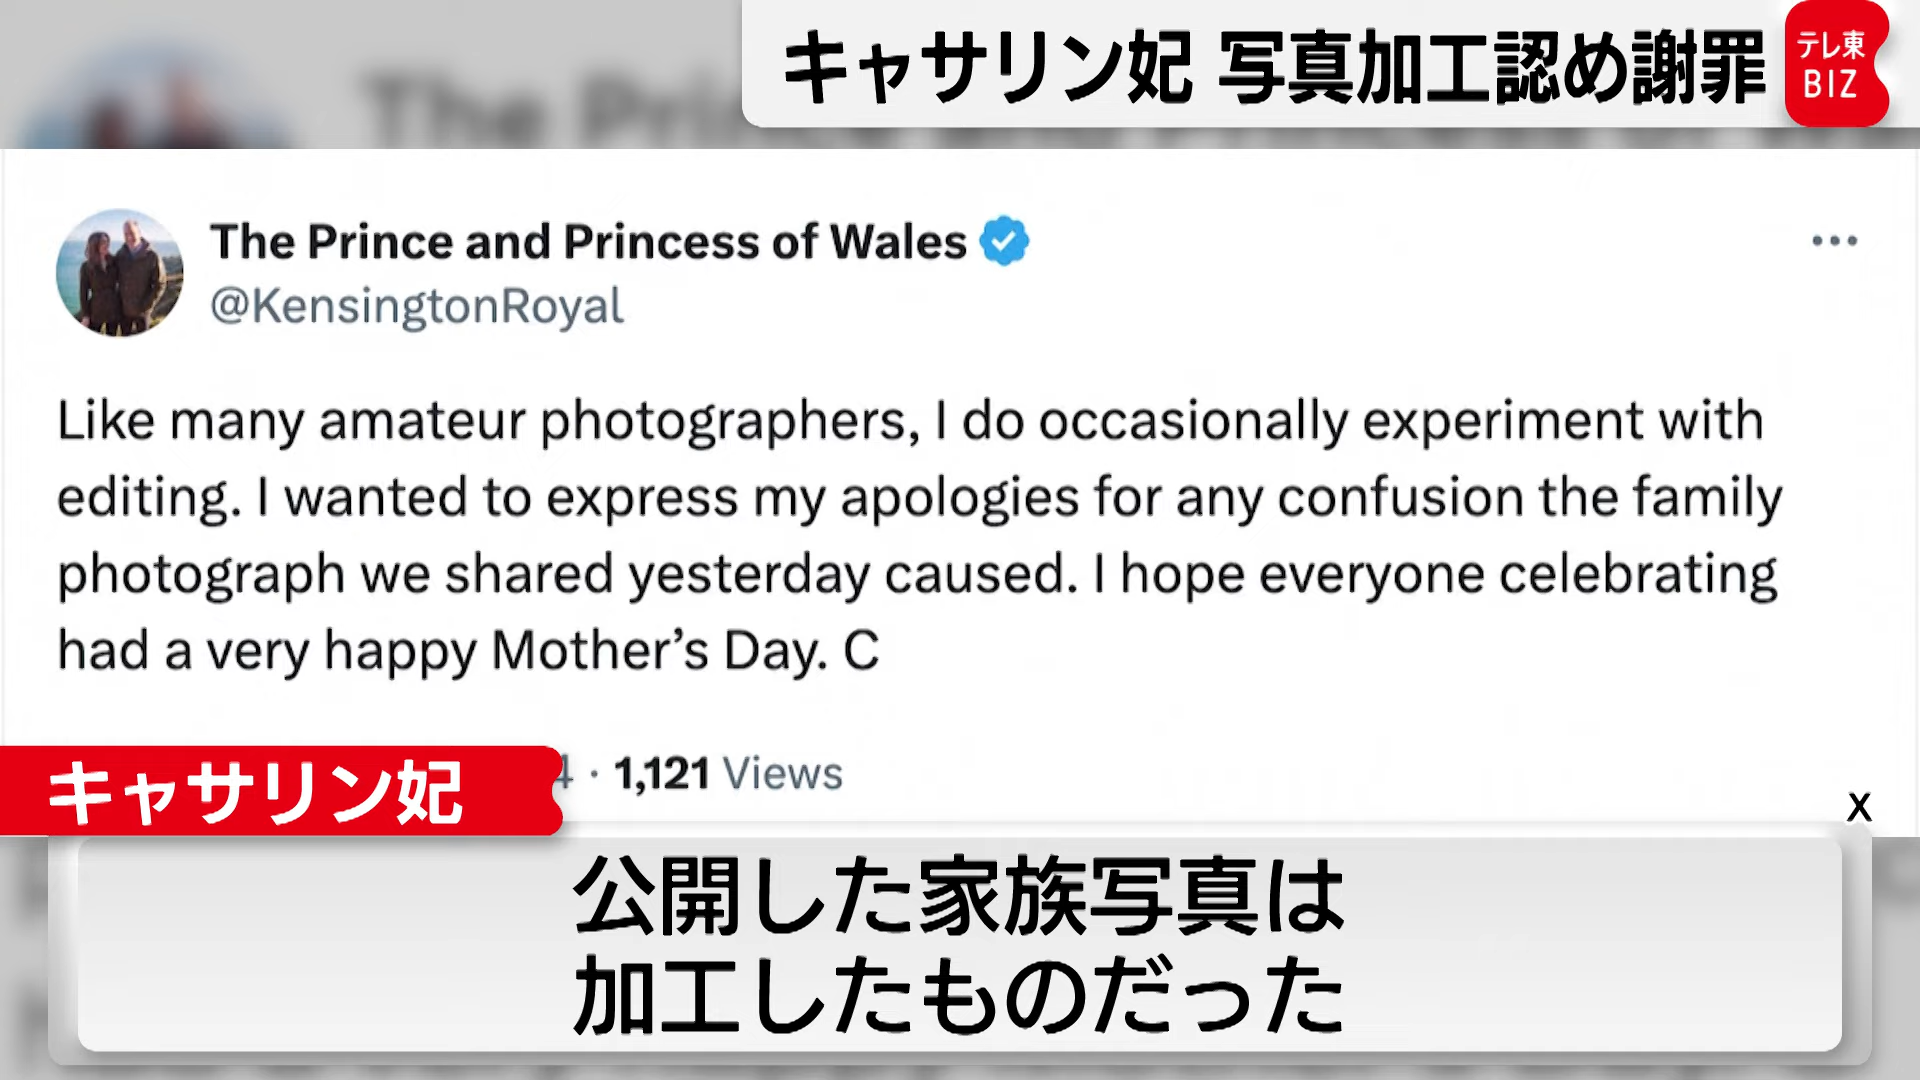 キャサリン妃 写真加工認め謝罪
テレ東
BIZ
The Prince and Princess of Wales
@KensingtonRoyal
Like many amateur photographers, I do occasionally experiment with
editing. I wanted to express my apologies for any confusion the family
photograph we shared yesterday caused. I hope everyone celebrating
had a very happy Mother’s Day. C
4 · 1,121 Views
キャサリン妃
X
公開した家族写真は
加工したものだった